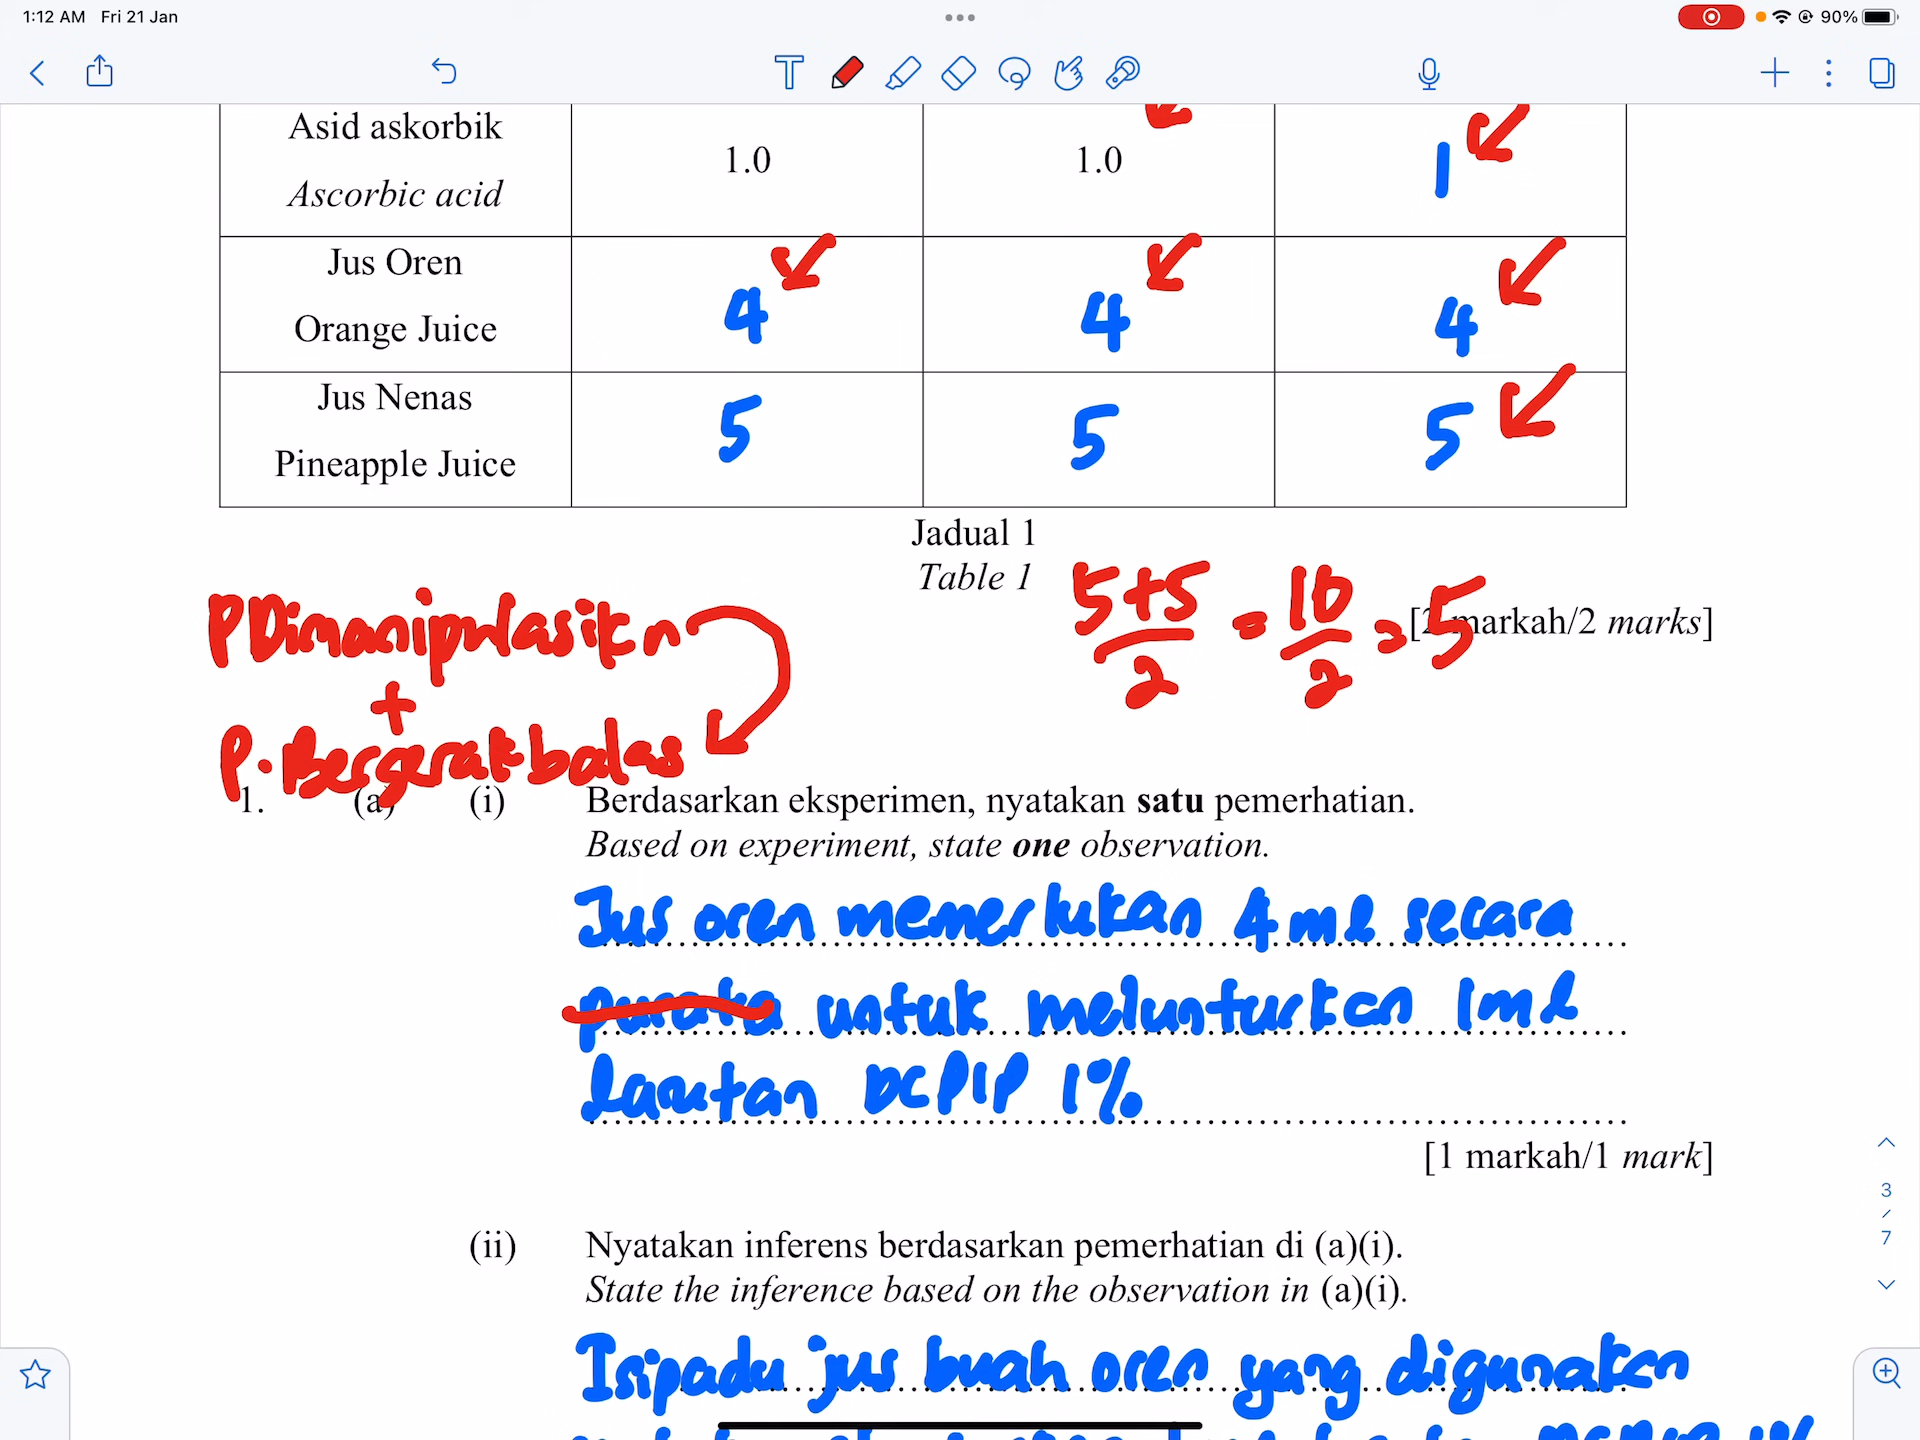 1:12 AM Fri 21 Jan
90%
T
Asid askorbik
Ascorbic acid
1.0
1.0
1
Jus Oren
Orange Juice
4
4
4
Jus Nenas
Pineapple Juice
5
5
5
Jadual 1
Table 1
5+5/2 = 10/2 = 5
[2 markah/2 marks]
PDimanipulasikn
+
P. Bergerakbalas
1. (a) (i) Berdasarkan eksperimen, nyatakan satu pemerhatian.
Based on experiment, state one observation.
Jus oren memerlukan 4 ml secara
purata untuk melunturkan 1ml
larutan DCPIP 1%
[1 markah/1 mark]
3
/
7
(ii) Nyatakan inferens berdasarkan pemerhatian di (a)(i).
State the inference based on the observation in (a)(i).
Isipadu jus buah oren yang digunakan